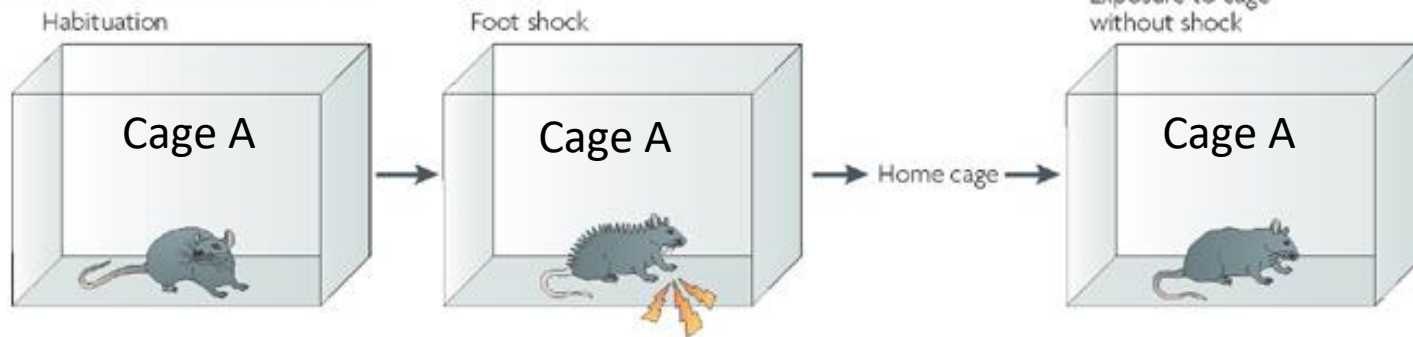 Habituation
Foot shock
Exposure to cage
without shock
Cage A
Cage A
Home cage
Cage A